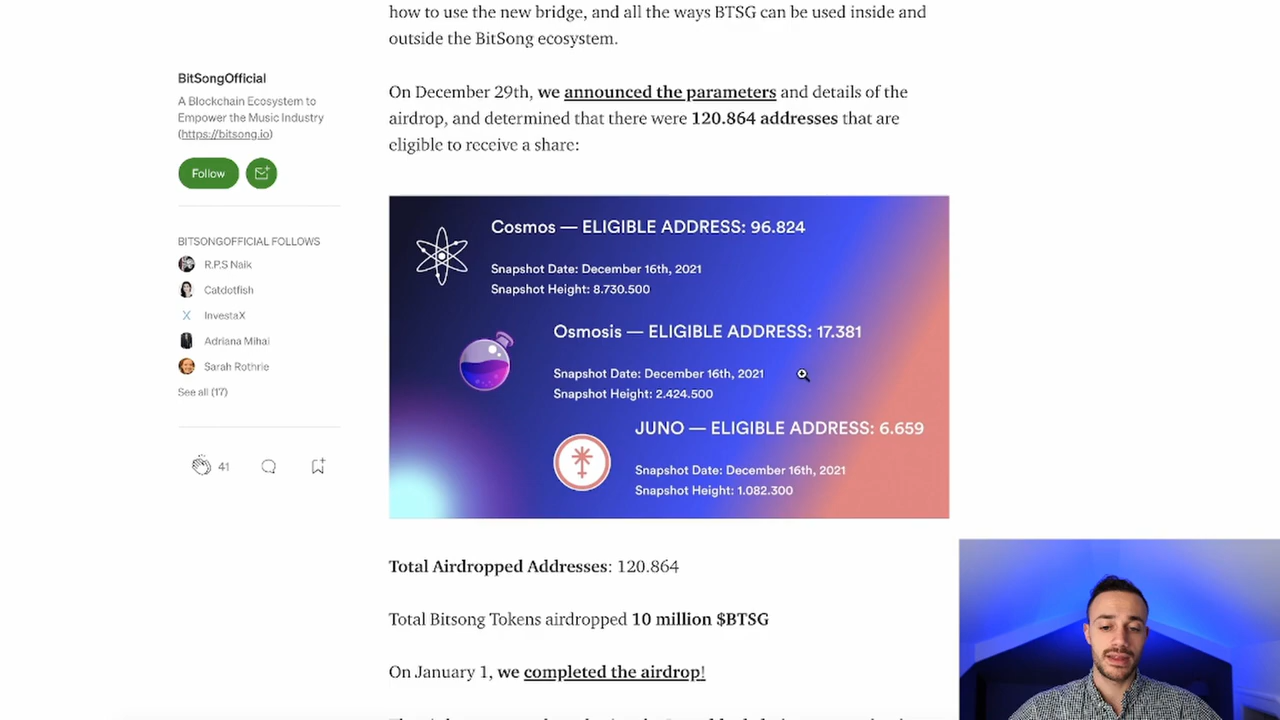 how to use the new bridge, and all the ways BTSG can be used inside and
outside the BitSong ecosystem.
BitSongOfficial
A Blockchain Ecosystem to
Empower the Music Industry
(https://bitsong.io)
Follow
BITSONGOFFICIAL FOLLOWS
R.P.S Naik
Catdotfish
InvestaX
Adriana Mihai
Sarah Rothrie
See all (17)
41
On December 29th, we announced the parameters and details of the
airdrop, and determined that there were 120.864 addresses that are
eligible to receive a share:
Cosmos — ELIGIBLE ADDRESS: 96.824
Snapshot Date: December 16th, 2021
Snapshot Height: 8.730.500
Osmosis — ELIGIBLE ADDRESS: 17.381
Snapshot Date: December 16th, 2021
Snapshot Height: 2.424.500
JUNO — ELIGIBLE ADDRESS: 6.659
Snapshot Date: December 16th, 2021
Snapshot Height: 1.082.300
Total Airdropped Addresses: 120.864
Total Bitsong Tokens airdropped 10 million $BTSG
On January 1, we completed the airdrop!